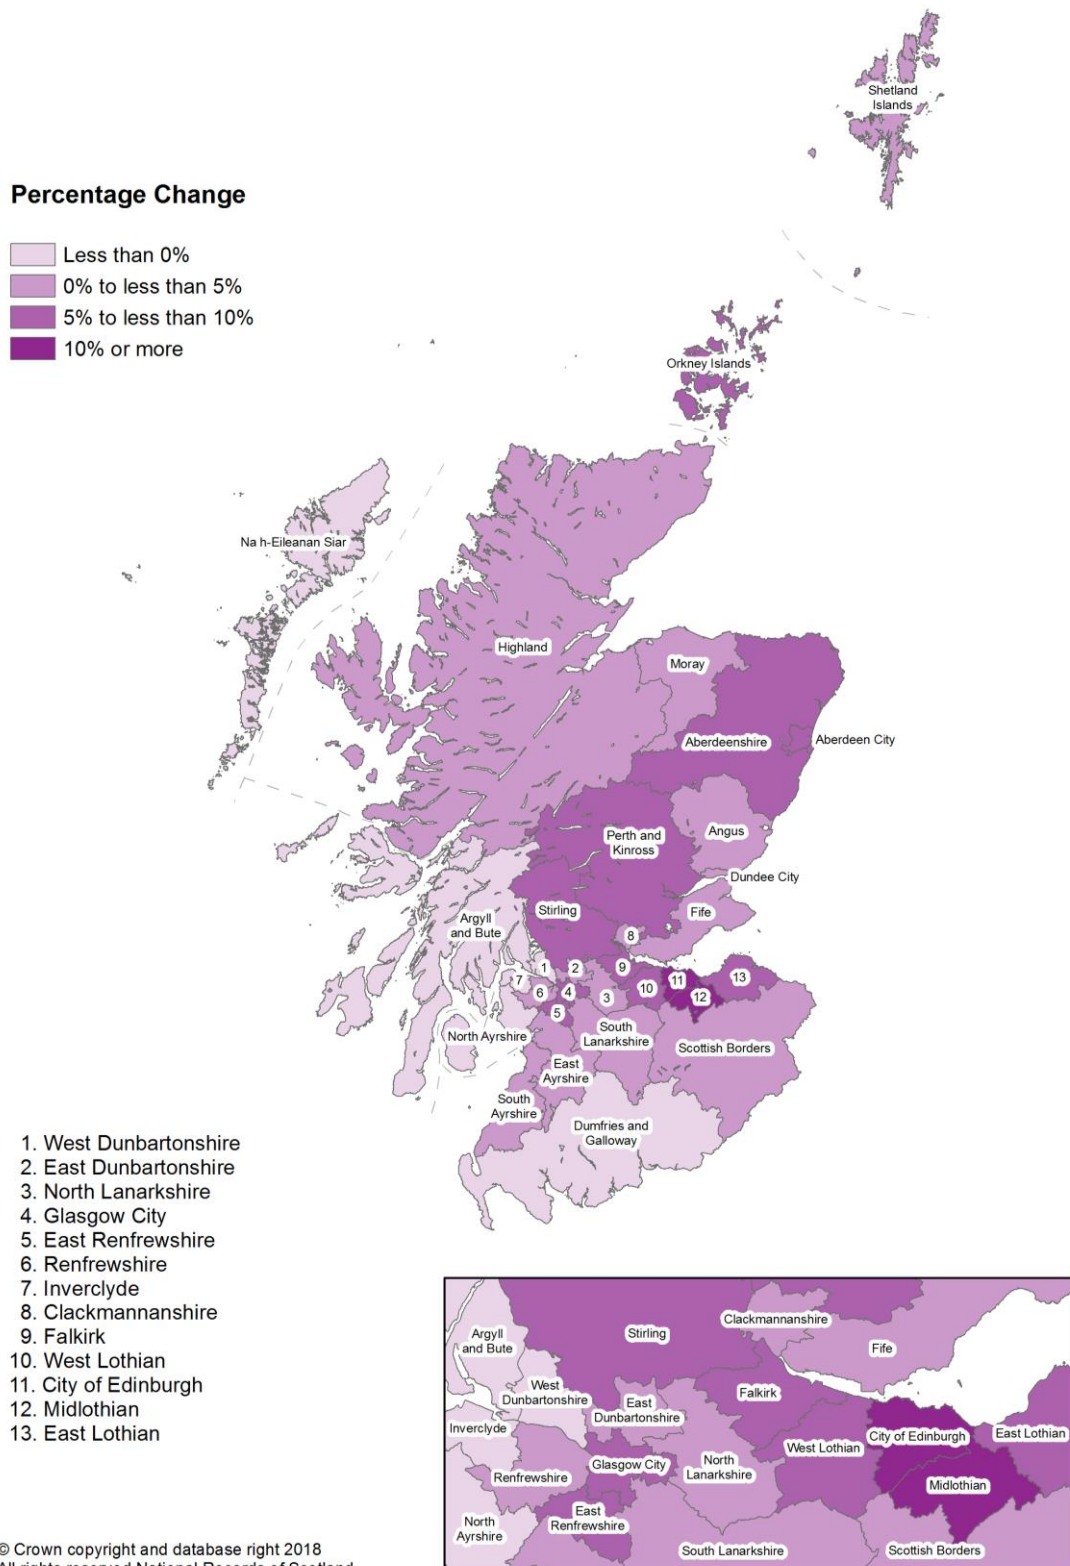 Shetland
Islands
Percentage Change
Less than 0%
0% to less than 5%
5% to less than 10%
10% or more
Orkney Islands
Na h-Eileanan Siar
Highland
Moray
Aberdeenshire
Aberdeen City
Angus
Perth and
Kinross
Dundee City
Stirling
Fife
Argyll
and Bute
8
1
2
9
7
6
4
3
10
11
12
13
5
North Ayrshire
South
Lanarkshire
Scottish Borders
East
Ayrshire
South
Ayrshire
Dumfries and
Galloway
1. West Dunbartonshire
2. East Dunbartonshire
3. North Lanarkshire
4. Glasgow City
5. East Renfrewshire
6. Renfrewshire
7. Inverclyde
8. Clackmannanshire
9. Falkirk
10. West Lothian
11. City of Edinburgh
12. Midlothian
13. East Lothian
Argyll
and Bute
Stirling
Clackmannanshire
Fife
West
Dunbartonshire
East
Dunbartonshire
Falkirk
Inverclyde
City of Edinburgh
East Lothian
West Lothian
Glasgow City
North
Lanarkshire
Renfrewshire
Midlothian
North
Ayrshire
East
Renfrewshire
South Lanarkshire
Scottish Borders
© Crown copyright and database right 2018
All rights reserved National Records of Scotland